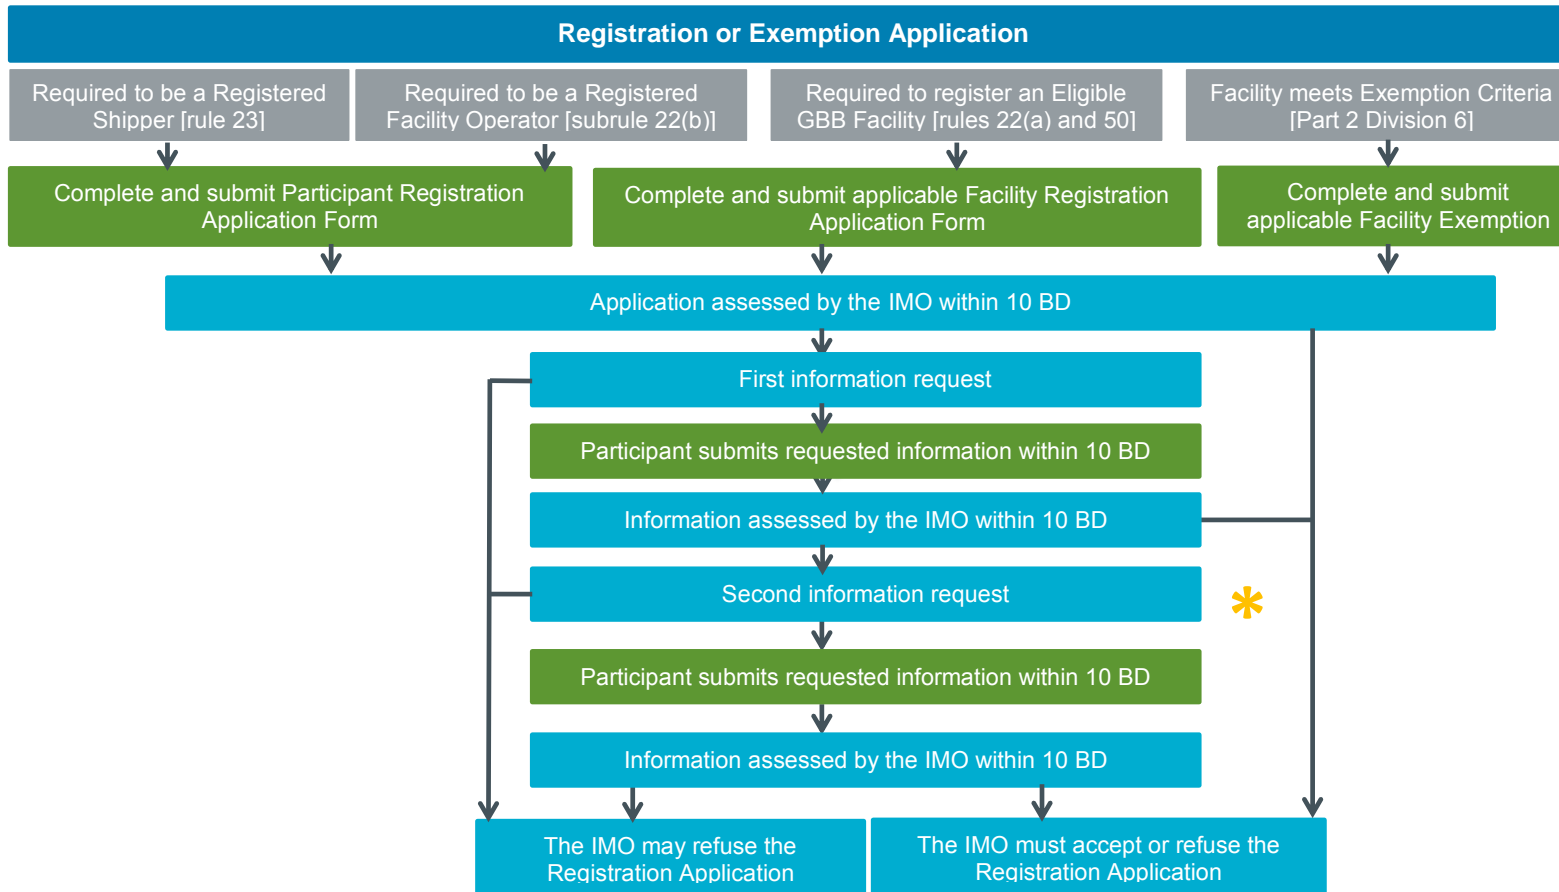 Registration or Exemption Application
Required to be a Registered
Shipper [rule 23]
Required to be a Registered
Facility Operator [subrule 22(b)]
Required to register an Eligible
GBB Facility [rules 22(a) and 50]
Facility meets Exemption Criteria
[Part 2 Division 6]
Complete and submit Participant Registration
Application Form
Complete and submit applicable Facility Registration
Application Form
Complete and submit
applicable Facility Exemption
Application assessed by the IMO within 10 BD
First information request
Participant submits requested information within 10 BD
Information assessed by the IMO within 10 BD
Second information request
*
Participant submits requested information within 10 BD
Information assessed by the IMO within 10 BD
The IMO may refuse the
Registration Application
The IMO must accept or refuse the
Registration Application